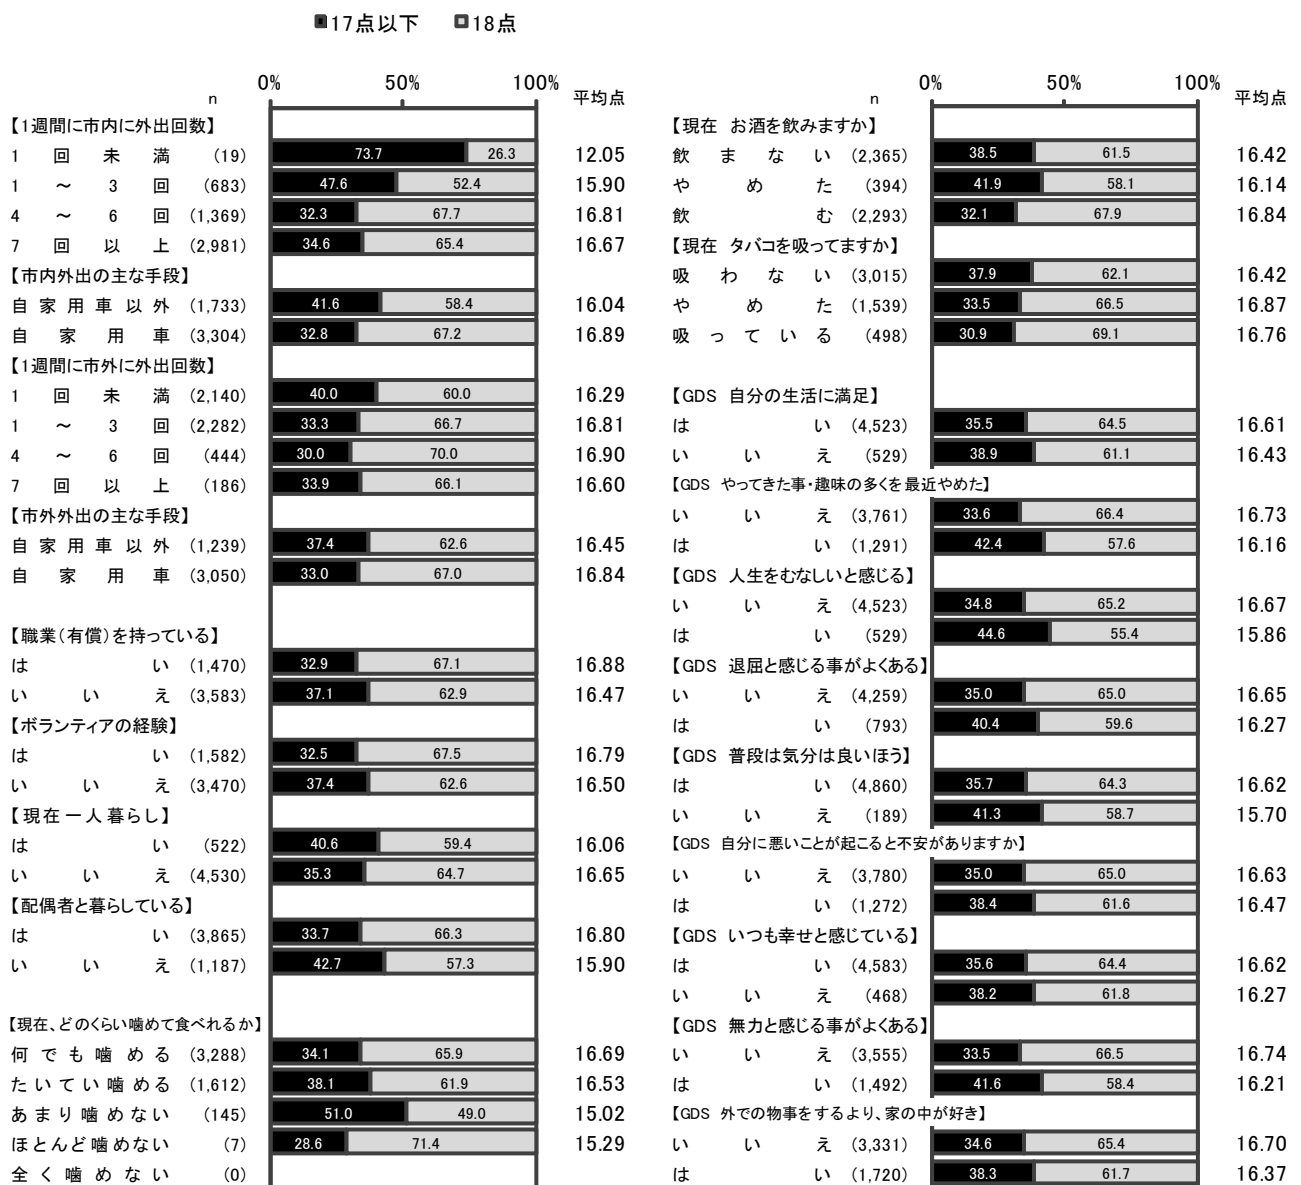 ■17点以下 □18点
0% 50% 100%
n 平均点
【1週間に市内に外出回数】
1回未満 (19) 73.7 26.3 12.05
1～3回 (683) 47.6 52.4 15.90
4～6回 (1,369) 32.3 67.7 16.81
7回以上 (2,981) 34.6 65.4 16.67
【市内外出の主な手段】
自家用車以外 (1,733) 41.6 58.4 16.04
自家用車 (3,304) 32.8 67.2 16.89
【1週間に市外に外出回数】
1回未満 (2,140) 40.0 60.0 16.29
1～3回 (2,282) 33.3 66.7 16.81
4～6回 (444) 30.0 70.0 16.90
7回以上 (186) 33.9 66.1 16.60
【市外外出の主な手段】
自家用車以外 (1,239) 37.4 62.6 16.45
自家用車 (3,050) 33.0 67.0 16.84
【職業(有償)を持っている】
はい (1,470) 32.9 67.1 16.88
いいえ (3,583) 37.1 62.9 16.47
【ボランティアの経験】
はい (1,582) 32.5 67.5 16.79
いいえ (3,470) 37.4 62.6 16.50
【現在一人暮らし】
はい (522) 40.6 59.4 16.06
いいえ (4,530) 35.3 64.7 16.65
【配偶者と暮らしている】
はい (3,865) 33.7 66.3 16.80
いいえ (1,187) 42.7 57.3 15.90
【現在、どのくらい噛めて食べれるか】
何でも噛める (3,288) 34.1 65.9 16.69
たいてい噛める (1,612) 38.1 61.9 16.53
あまり噛めない (145) 51.0 49.0 15.02
ほとんど噛めない (7) 28.6 71.4 15.29
全く噛めない (0)
0% 50% 100%
n 平均点
【現在 お酒を飲みますか】
飲まない (2,365) 38.5 61.5 16.42
やめた (394) 41.9 58.1 16.14
飲む (2,293) 32.1 67.9 16.84
【現在 タバコを吸ってますか】
吸わない (3,015) 37.9 62.1 16.42
やめた (1,539) 33.5 66.5 16.87
吸っている (498) 30.9 69.1 16.76
【GDS 自分の生活に満足】
はい (4,523) 35.5 64.5 16.61
いいえ (529) 38.9 61.1 16.43
【GDS やってきた事・趣味の多くを最近やめた】
いいえ (3,761) 33.6 66.4 16.73
はい (1,291) 42.4 57.6 16.16
【GDS 人生をむなしいと感じる】
いいえ (4,523) 34.8 65.2 16.67
はい (529) 44.6 55.4 15.86
【GDS 退屈と感じる事がよくある】
いいえ (4,259) 35.0 65.0 16.65
はい (793) 40.4 59.6 16.27
【GDS 普段は気分は良いほう】
はい (4,860) 35.7 64.3 16.62
いいえ (189) 41.3 58.7 15.70
【GDS 自分に悪いことが起こると不安がありますか】
いいえ (3,780) 35.0 65.0 16.63
はい (1,272) 38.4 61.6 16.47
【GDS いつも幸せと感じている】
はい (4,583) 35.6 64.4 16.62
いいえ (468) 38.2 61.8 16.27
【GDS 無力と感じる事がよくある】
いいえ (3,555) 33.5 66.5 16.74
はい (1,492) 41.6 58.4 16.21
【GDS 外での物事をするより、家の中が好き】
いいえ (3,331) 34.6 65.4 16.70
はい (1,720) 38.3 61.7 16.37